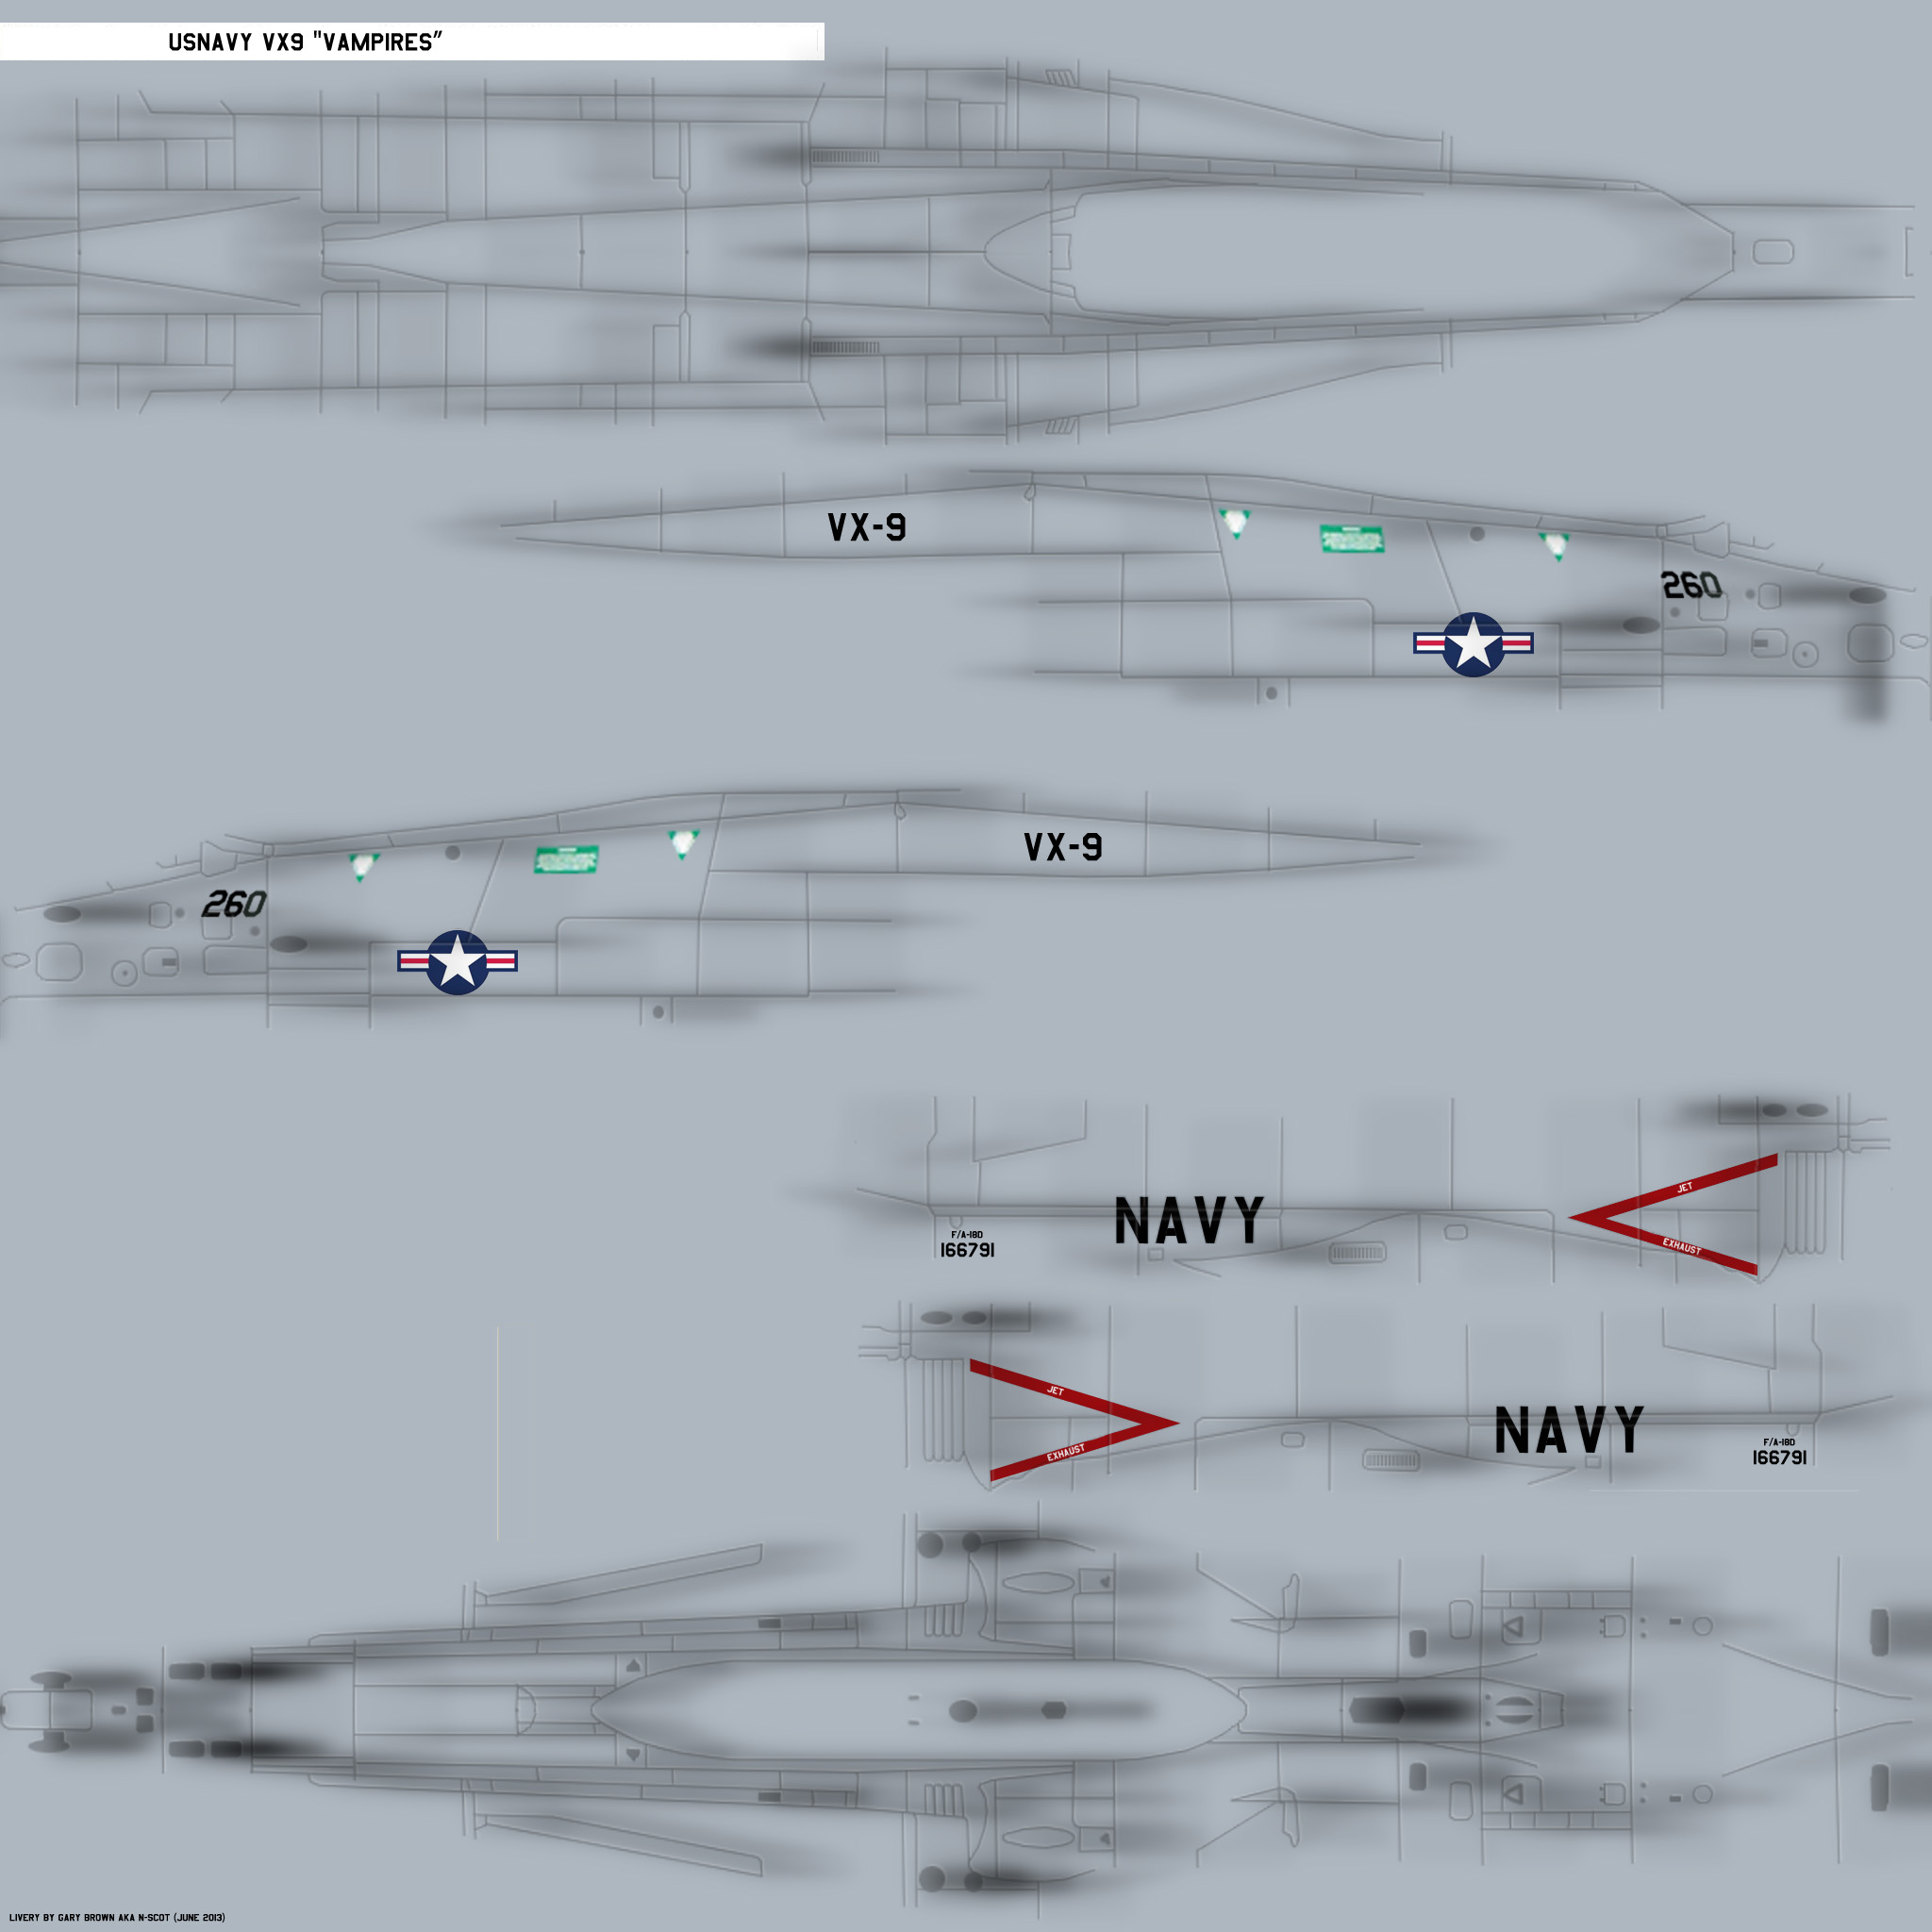 USNAVY VX9 "VAMPIRES"
VX-9
260
VX-9
260
JET
NAVY
F/A-18D
166791
EXHAUST
JET
NAVY
EXHAUST
F/A-18D
166791
LIVERY BY GARY BROWN AKA N-SCOT (JUNE 2013)